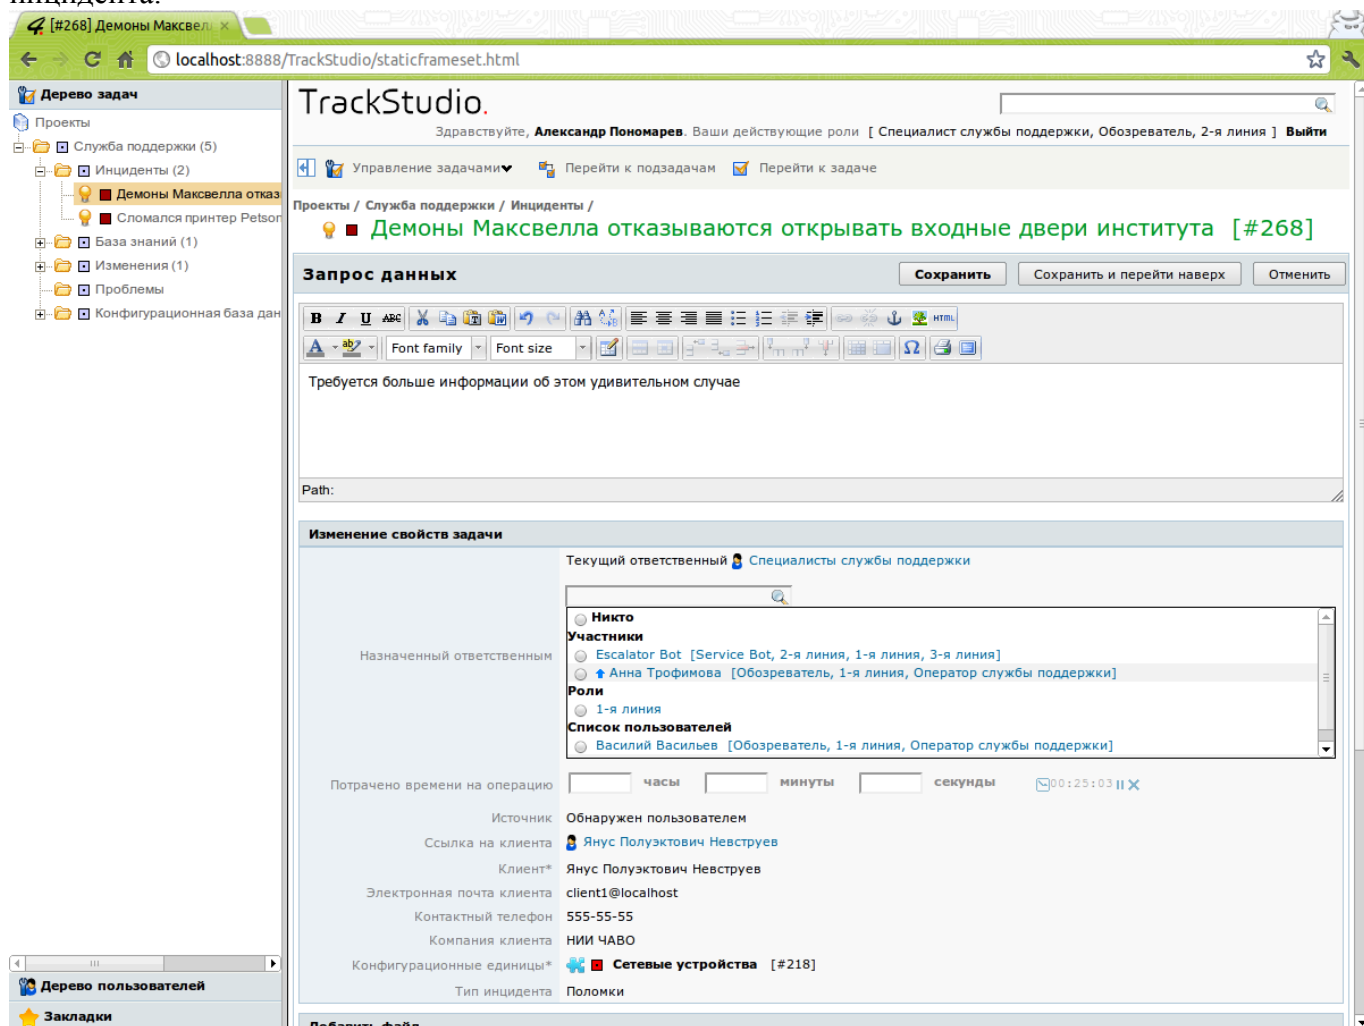 инцидента.
[#268] Демоны Максвелл
localhost:8888/TrackStudio/staticframeset.html
Дерево задач
Проекты
Служба поддержки (5)
Инциденты (2)
Демоны Максвелла отказ
Сломался принтер Petson
База знаний (1)
Изменения (1)
Проблемы
Конфигурационная база дан
Дерево пользователей
Закладки
TrackStudio.
Здравствуйте, Александр Пономарев. Ваши действующие роли [ Специалист службы поддержки, Обозреватель, 2-я линия ] Выйти
Управление задачами Перейти к подзадачам Перейти к задаче
Проекты / Служба поддержки / Инциденты /
Демоны Максвелла отказываются открывать входные двери института [#268]
Запрос данных Сохранить Сохранить и перейти наверх Отменить
B I U ABC HTML
A ab Font family Font size Ω
Требуется больше информации об этом удивительном случае
Path:
Изменение свойств задачи
Текущий ответственный Специалисты службы поддержки
Никто
Участники
Назначенный ответственным Escalator Bot [Service Bot, 2-я линия, 1-я линия, 3-я линия]
Анна Трофимова [Обозреватель, 1-я линия, Оператор службы поддержки]
Роли
1-я линия
Список пользователей
Василий Васильев [Обозреватель, 1-я линия, Оператор службы поддержки]
Потрачено времени на операцию часы минуты секунды 00:25:03
Источник Обнаружен пользователем
Ссылка на клиента Янус Полуэктович Невструев
Клиент* Янус Полуэктович Невструев
Электронная почта клиента client1@localhost
Контактный телефон 555-55-55
Компания клиента НИИ ЧАВО
Конфигурационные единицы* Сетевые устройства [#218]
Тип инцидента Поломки
Добавить файл